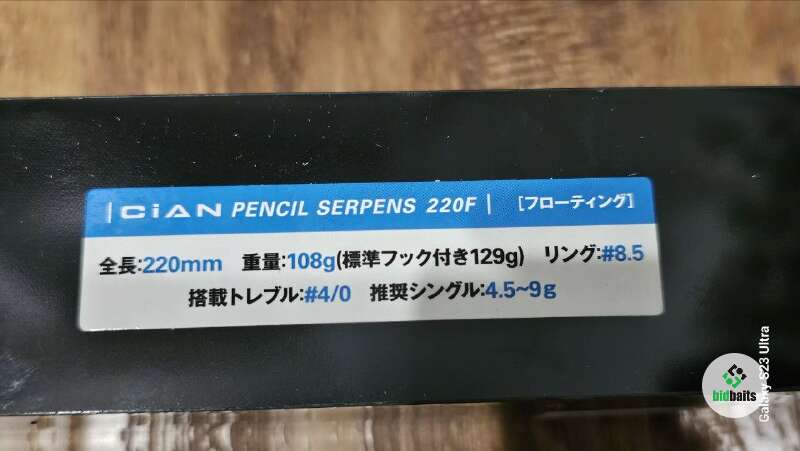 CiAN PENCIL SERPENS 220F [フローティング]
全長:220mm 重量:108g(標準フック付き129g) リング:#8.5
搭載トレブル:#4/0 推奨シングル:4.5~9g
bidbaits
Galaxy S23 Ultra